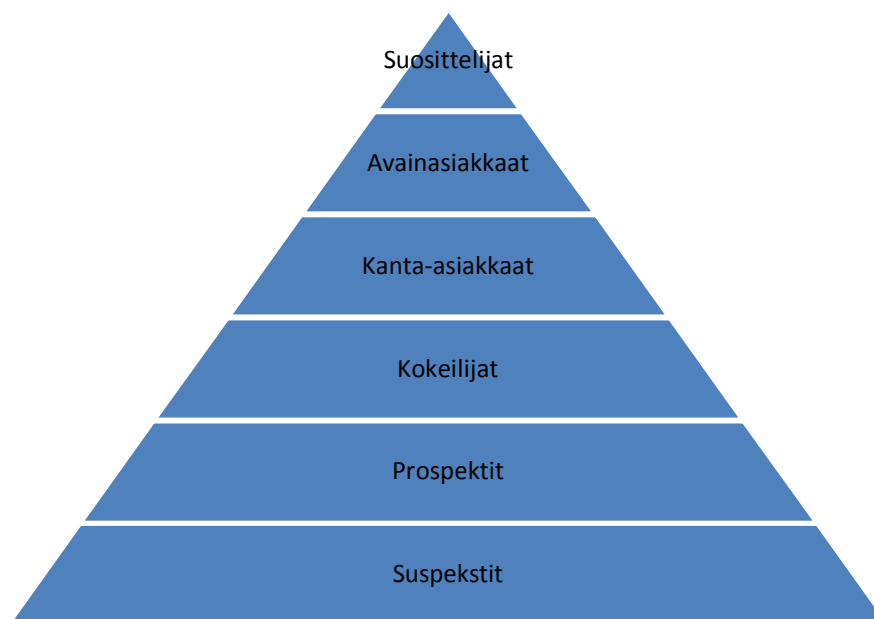 Suosittelijat
Avainasiakkaat
Kanta-asiakkaat
Kokeilijat
Prospektit
Suspekstit